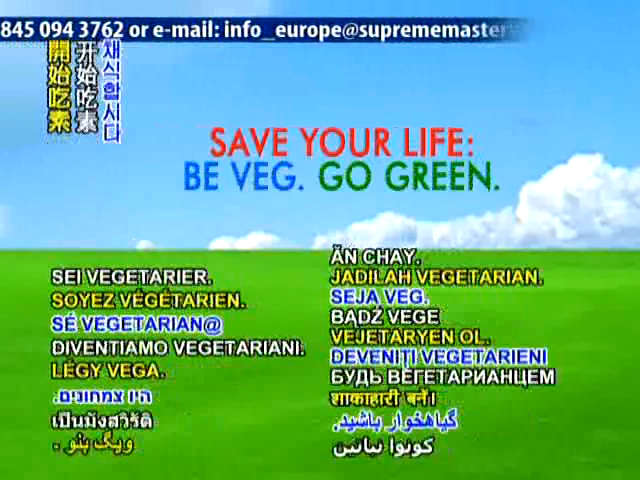 845 094 3762 or e-mail: info_europe@suprememaster
開始吃素
开始吃素
채식합시다
SAVE YOUR LIFE:
BE VEG. GO GREEN.
SEI VEGETARIER.
SOYEZ VÉGÉTARIEN.
SÉ VEGETARIAN@
DIVENTIAMO VEGETARIANI.
LÉGY VEGA.
היו צמחונים.
เป็นมังสวิรัติ
ویگ بنو .
ĂN CHAY.
JADILAH VEGETARIAN.
SEJA VEG.
BĄDŹ VEGE
VEJETARYEN OL.
DEVENIŢI VEGETARIENI
БУДЬ ВЕГЕТАРИАНЦЕМ
शाकाहारी बनें।
گیاهخوار باشید.
كونوا نباتيين